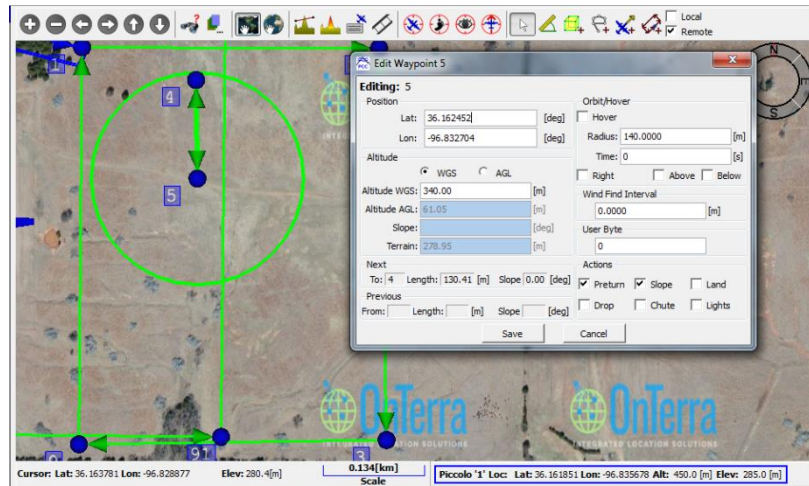 Local
Remote
N
E
S
1
4
5
Edit Waypoint 5
PCC
Editing: 5
Position
Lat: 36.162452 [deg]
Lon: -96.832704 [deg]
Altitude
WGS AGL
Altitude WGS: 340.00 [m]
Altitude AGL: 61.05 [m]
Slope: [deg]
Terrain: 278.95 [m]
Next
To: 4 Length: 130.41 [m] Slope 0.00 [deg]
Previous
From: Length: [m] Slope [deg]
Orbit/Hover
Hover
Radius: 140.0000 [m]
Time: 0 [s]
Right Above Below
Wind Find Interval
0.0000 [m]
User Byte
0
Actions
Preturn Slope Land
Drop Chute Lights
Save Cancel
OnTerra
INTEGRATED LOCATION SOLUTIONS
OnTerra
INTEGRATED LOCATION SOLUTIONS
91
3
Cursor: Lat: 36.163781 Lon: -96.828877 Elev: 280.4[m]
0.134[km]
Scale
Piccolo '1' Loc: Lat: 36.161851 Lon: -96.835678 Alt: 450.0 [m] Elev: 285.0 [m]